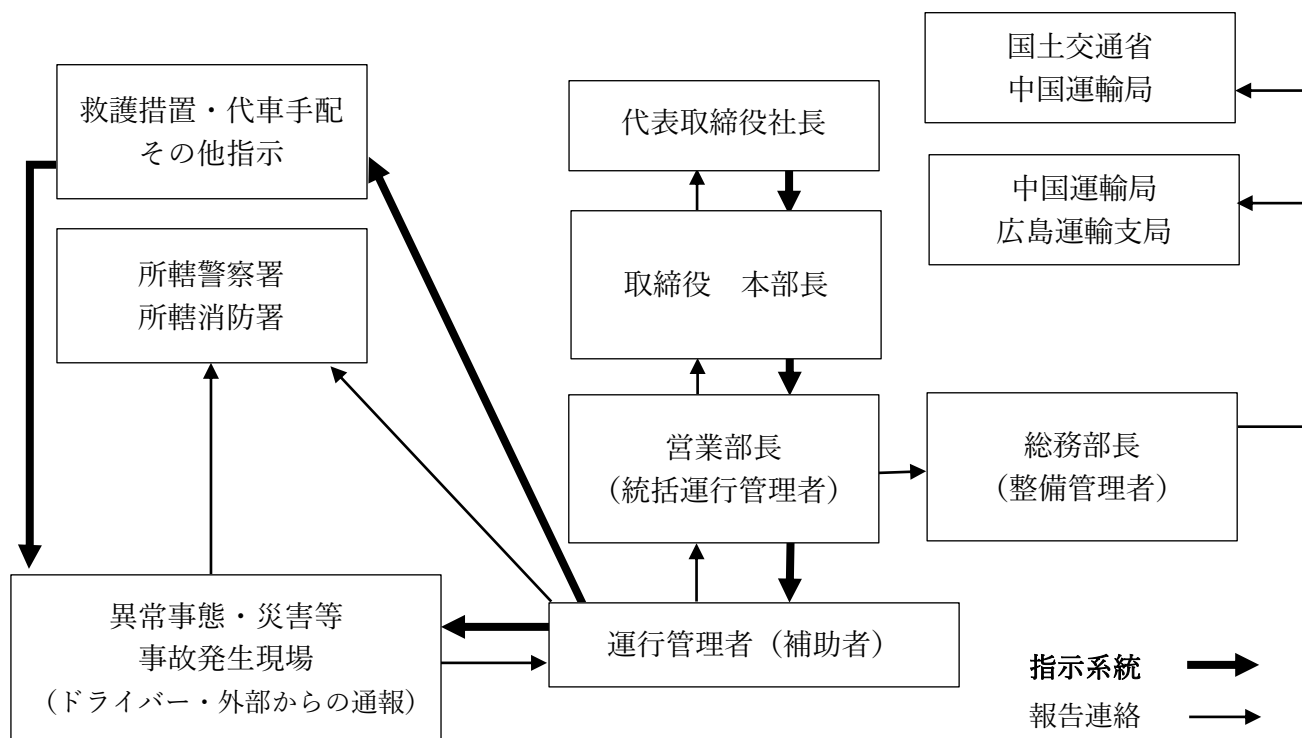 国土交通省
中国運輸局
救護措置・代車手配
その他指示
代表取締役社長
中国運輸局
広島運輸支局
所轄警察署
所轄消防署
取締役　本部長
営業部長
（統括運行管理者）
総務部長
（整備管理者）
異常事態・災害等
事故発生現場
（ドライバー・外部からの通報）
運行管理者（補助者）
指示系統
報告連絡